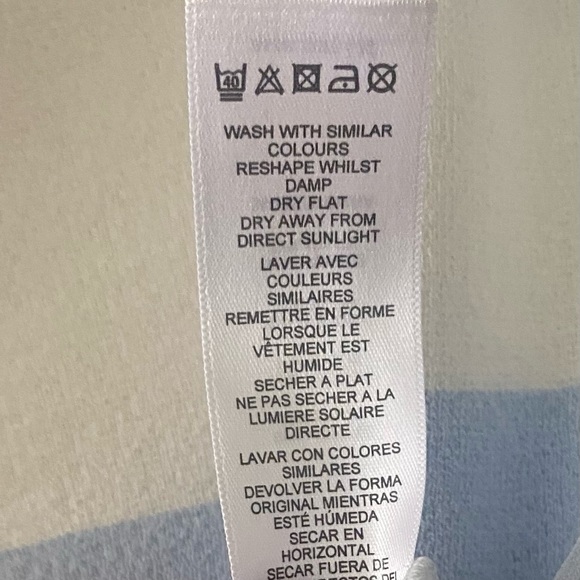 40
WASH WITH SIMILAR
COLOURS
RESHAPE WHILST
DAMP
DRY FLAT
DRY AWAY FROM
DIRECT SUNLIGHT
LAVER AVEC
COULEURS
SIMILAIRES
REMETTRE EN FORME
LORSQUE LE
VÊTEMENT EST
HUMIDE
SECHER A PLAT
NE PAS SECHER A LA
LUMIERE SOLAIRE
DIRECTE
LAVAR CON COLORES
SIMILARES
DEVOLVER LA FORMA
ORIGINAL MIENTRAS
ESTÉ HÚMEDA
SECAR EN
HORIZONTAL
SECAR FUERA DE
DEL